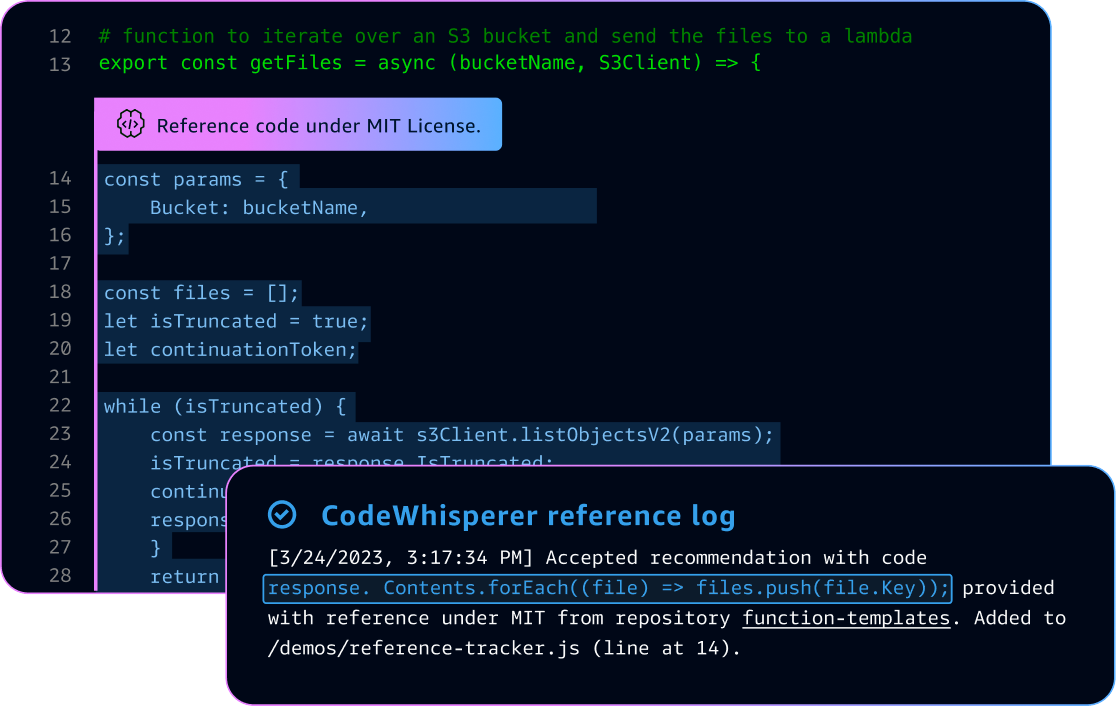 12 # function to iterate over an S3 bucket and send the files to a lambda
13 export const getFiles = async (bucketName, S3Client) => {
Reference code under MIT License.
14 const params = {
15 Bucket: bucketName,
16 };
17
18 const files = [];
19 let isTruncated = true;
20 let continuationToken;
21
22 while (isTruncated) {
23 const response = await s3Client.listObjectsV2(params);
24 isTruncated = response.IsTruncated;
25 continu
26 respons
27 }
28 return
CodeWhisperer reference log
[3/24/2023, 3:17:34 PM] Accepted recommendation with code
response. Contents.forEach((file) => files.push(file.Key)); provided
with reference under MIT from repository function-templates. Added to
/demos/reference-tracker.js (line at 14).